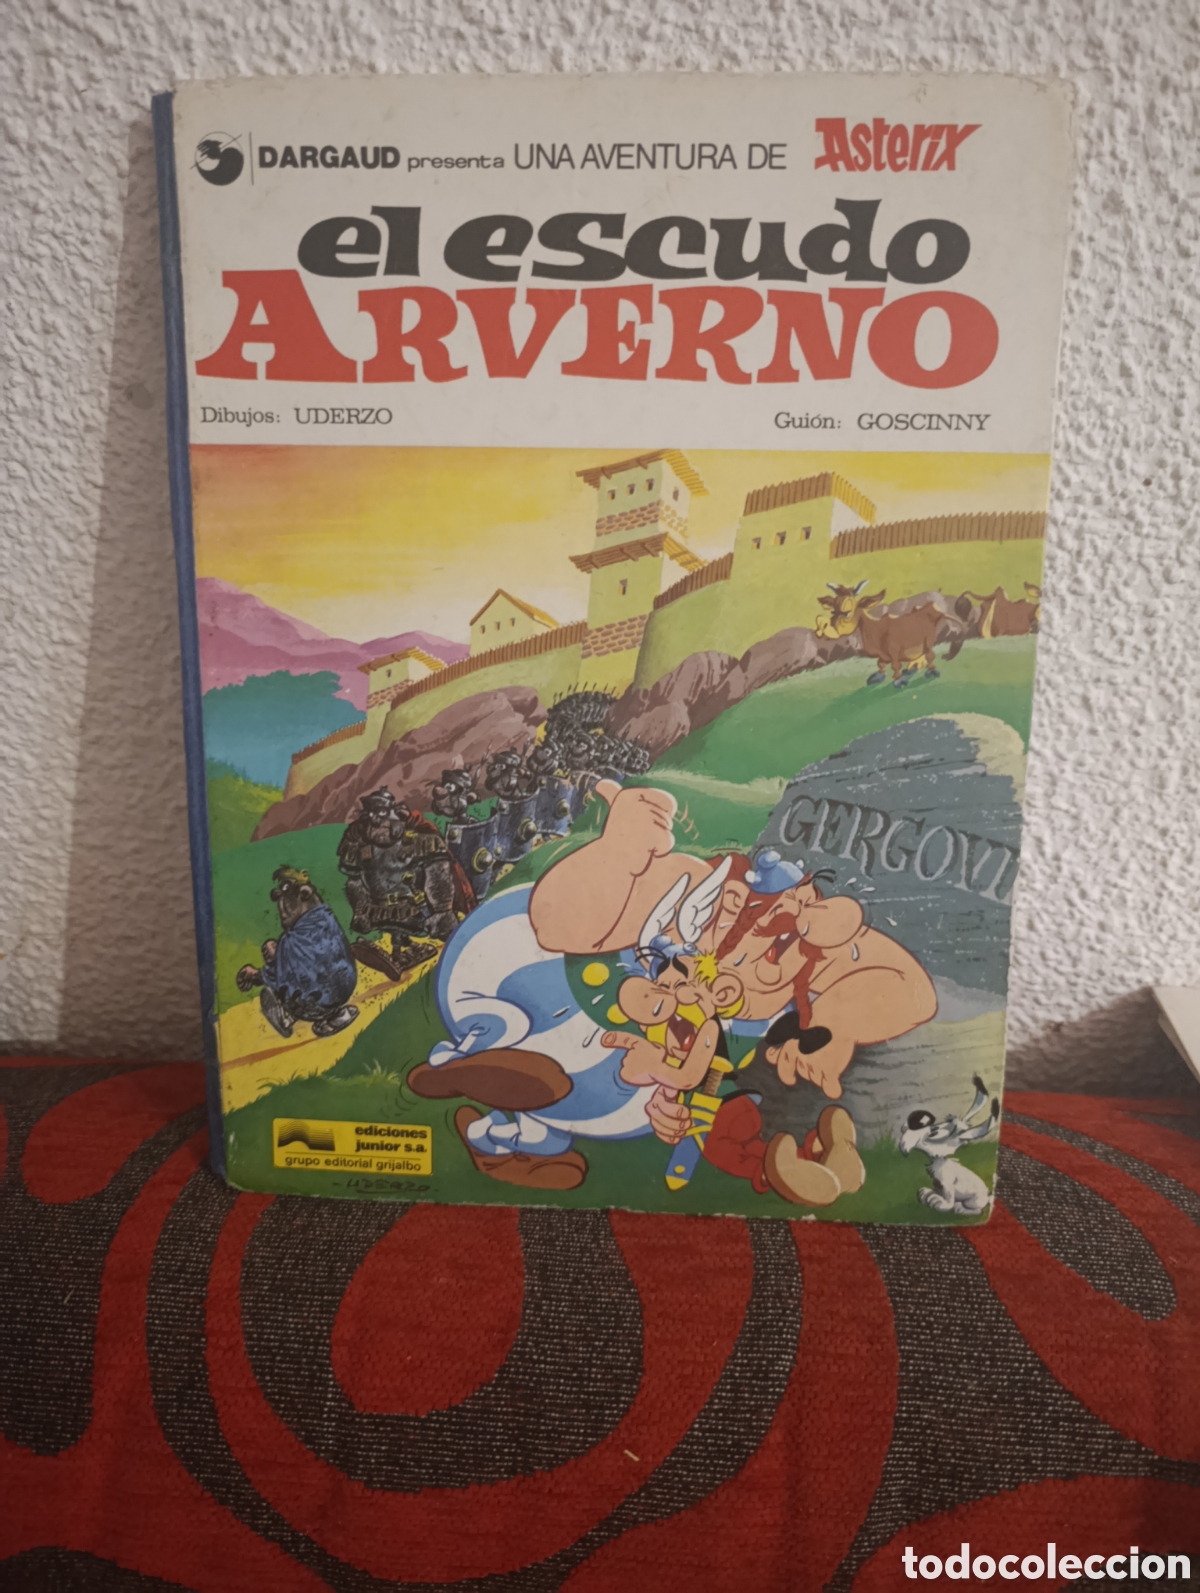 DARGAUD presenta UNA AVENTURA DE Asterix
el escudo
ARVERNO
Dibujos: UDERZO Guión: GOSCINNY
GERGOVI
ediciones
junior s.a.
grupo editorial grijalbo
-UDERZO-
todocoleccion